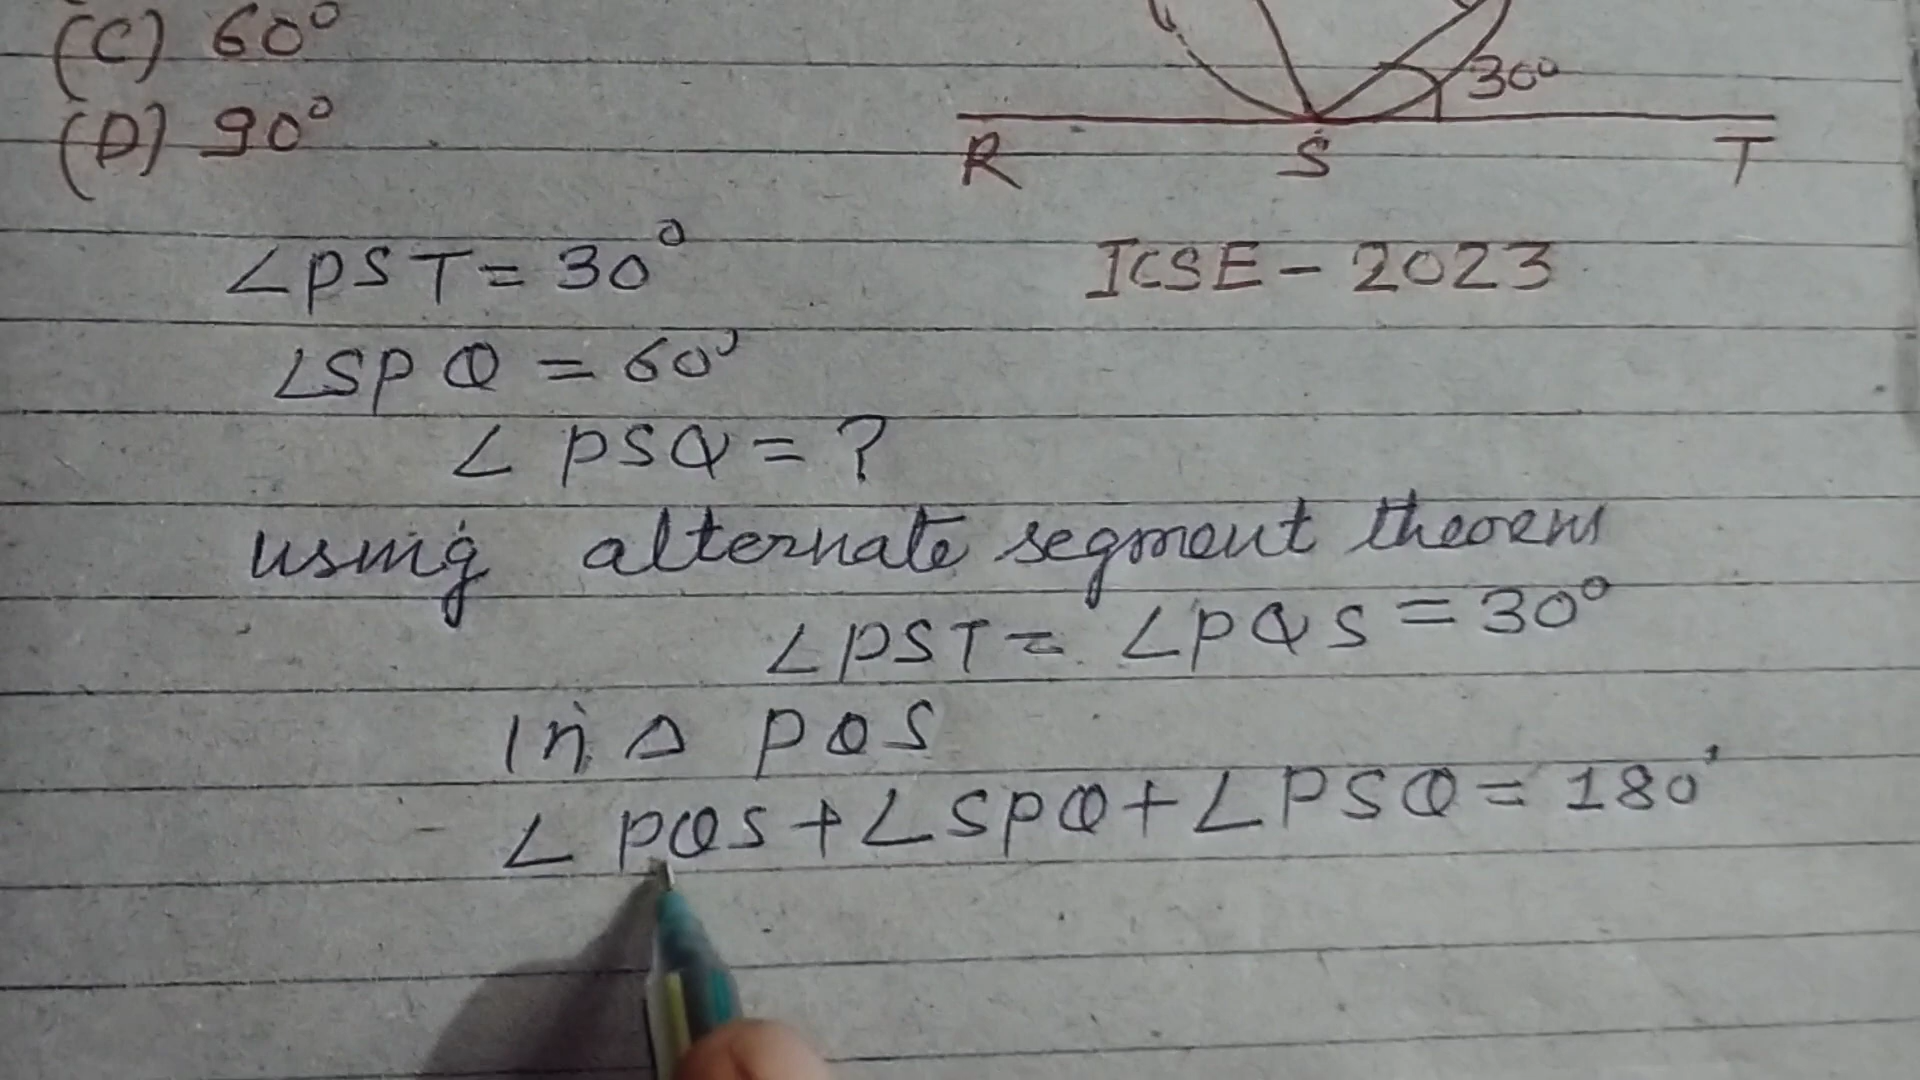 (C) 60°
(D) 90°
30°
R S T
∠PST = 30°
ICSE - 2023
∠SPQ = 60°
∠PSQ = ?
using alternate segment theorem
∠PST = ∠PQS = 30°
In △ PQS
∠PQS + ∠SPQ + ∠PSQ = 180°